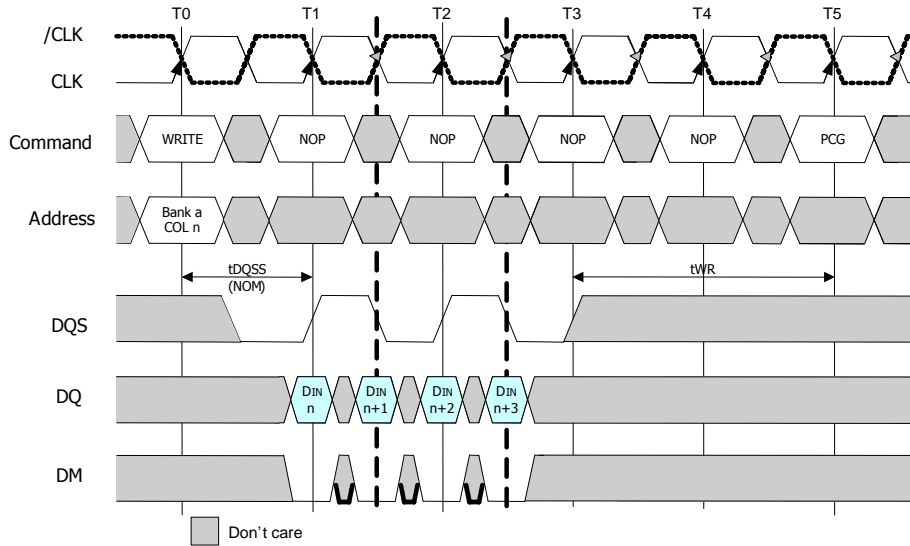 T0 T1 T2 T3 T4 T5
/CLK
CLK
Command WRITE NOP NOP NOP NOP PCG
Address Bank a
COL n
tDQSS
(NOM)
tWR
DQS
DQ DIN
n
DIN
n+1
DIN
n+2
DIN
n+3
DM
Don't care